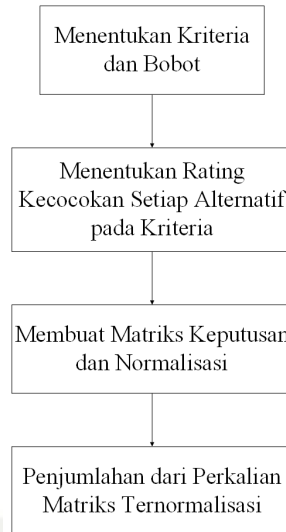 Menentukan Kriteria
dan Bobot
Menentukan Rating
Kecocokan Setiap Alternatif
pada Kriteria
Membuat Matriks Keputusan
dan Normalisasi
Penjumlahan dari Perkalian
Matriks Ternormalisasi